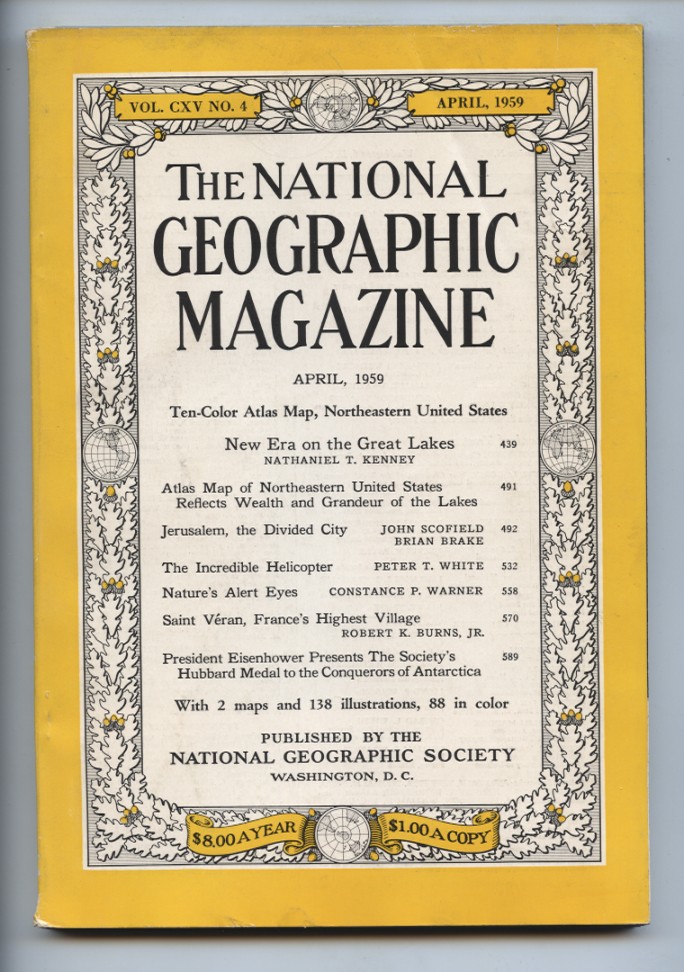 VOL. CXV NO. 4
APRIL, 1959
THE NATIONAL
GEOGRAPHIC
MAGAZINE
APRIL, 1959
Ten-Color Atlas Map, Northeastern United States
New Era on the Great Lakes 439
NATHANIEL T. KENNEY
Atlas Map of Northeastern United States 491
Reflects Wealth and Grandeur of the Lakes
Jerusalem, the Divided City JOHN SCOFIELD 492
BRIAN BRAKE
The Incredible Helicopter PETER T. WHITE 532
Nature's Alert Eyes CONSTANCE P. WARNER 558
Saint Véran, France's Highest Village 570
ROBERT K. BURNS, JR.
President Eisenhower Presents The Society's 589
Hubbard Medal to the Conquerors of Antarctica
With 2 maps and 138 illustrations, 88 in color
PUBLISHED BY THE
NATIONAL GEOGRAPHIC SOCIETY
WASHINGTON, D. C.
$8.00 A YEAR
$1.00 A COPY